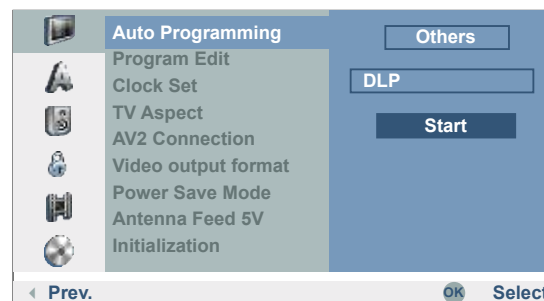 Auto Programming
Program Edit
Clock Set
TV Aspect
AV2 Connection
Video output format
Power Save Mode
Antenna Feed 5V
Initialization
Others
DLP
Start
Prev.
OK Select